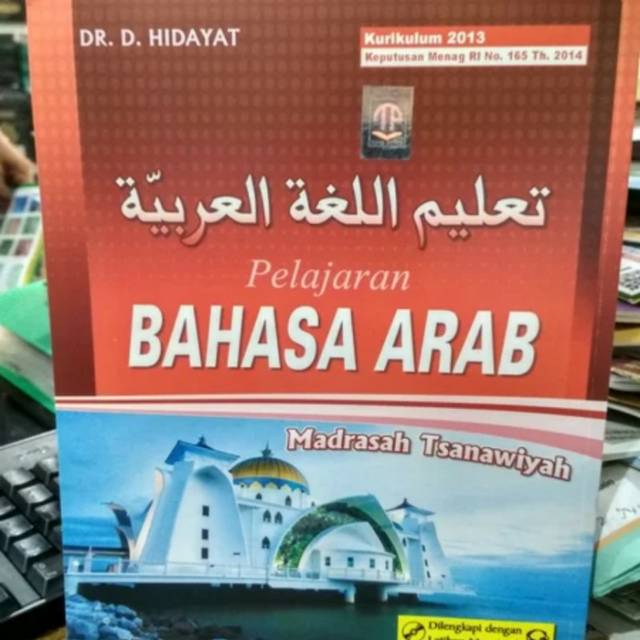 DR. D. HIDAYAT
Kurikulum 2013
Keputusan Menag RI No. 165 Th. 2014
تعليم اللغة العربيّة
Pelajaran
BAHASA ARAB
Madrasah Tsanawiyah
Dilengkapi dengan